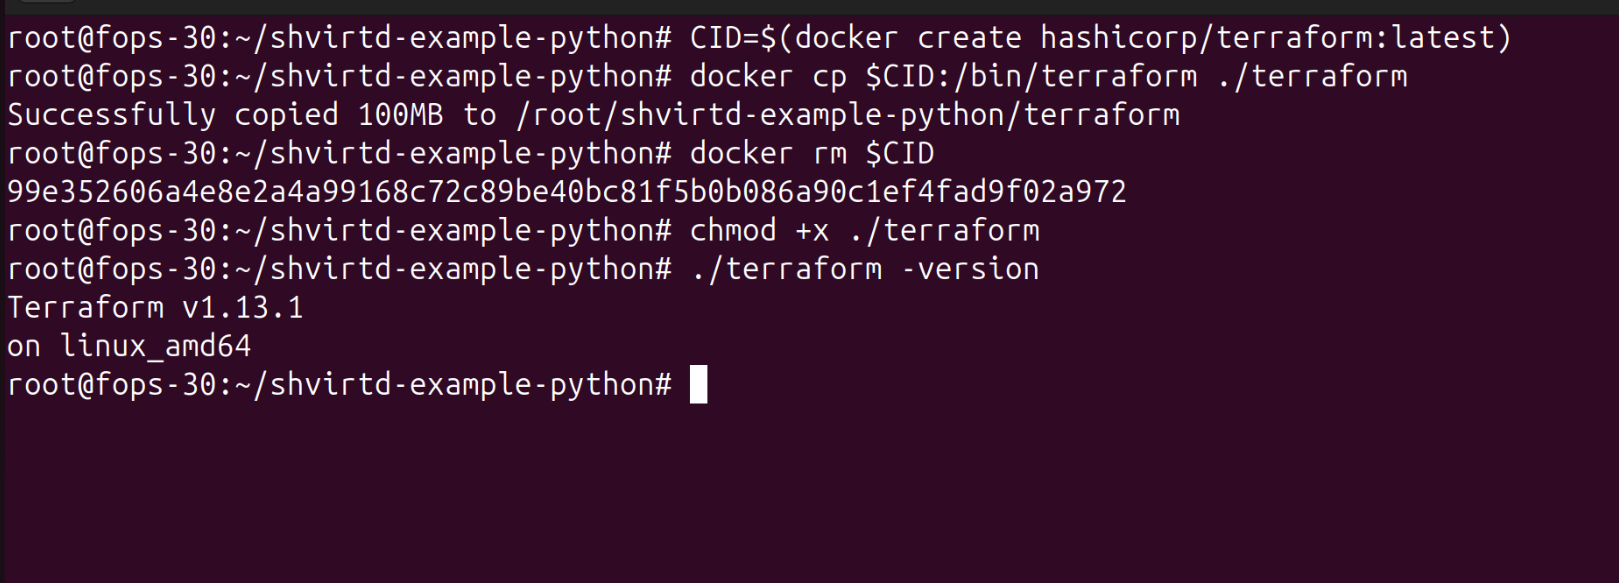 root@fops-30:~/shvirtd-example-python# CID=$(docker create hashicorp/terraform:latest)
root@fops-30:~/shvirtd-example-python# docker cp $CID:/bin/terraform ./terraform
Successfully copied 100MB to /root/shvirtd-example-python/terraform
root@fops-30:~/shvirtd-example-python# docker rm $CID
99e352606a4e8e2a4a99168c72c89be40bc81f5b0b086a90c1ef4fad9f02a972
root@fops-30:~/shvirtd-example-python# chmod +x ./terraform
root@fops-30:~/shvirtd-example-python# ./terraform -version
Terraform v1.13.1
on linux_amd64
root@fops-30:~/shvirtd-example-python#